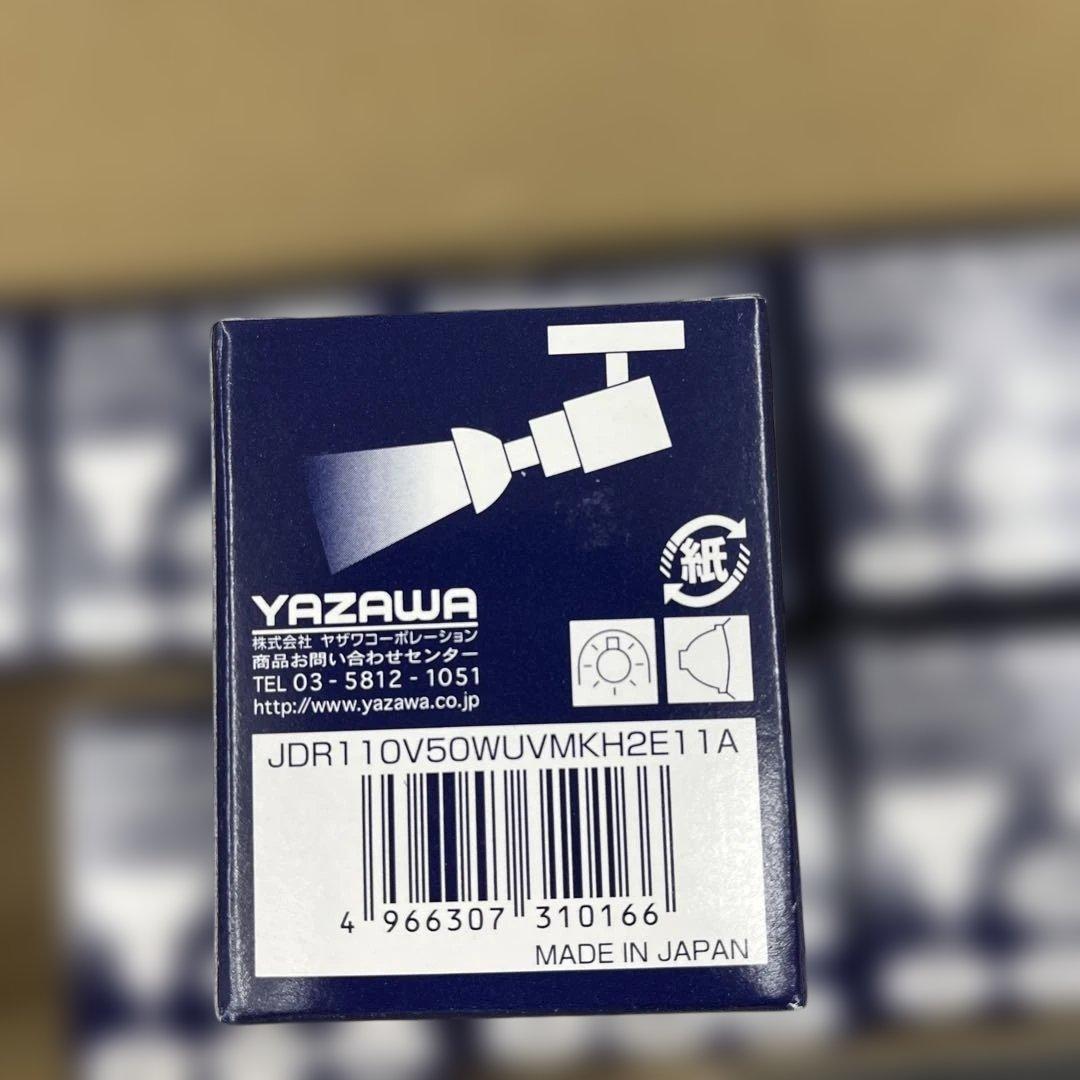 紙
YAZAWA
株式会社 ヤザワコーポレーション
商品お問い合わせセンター
TEL 03-5812-1051
http://www.yazawa.co.jp
JDR110V50WUVMKH2E11A
4 966307 310166
MADE IN JAPAN